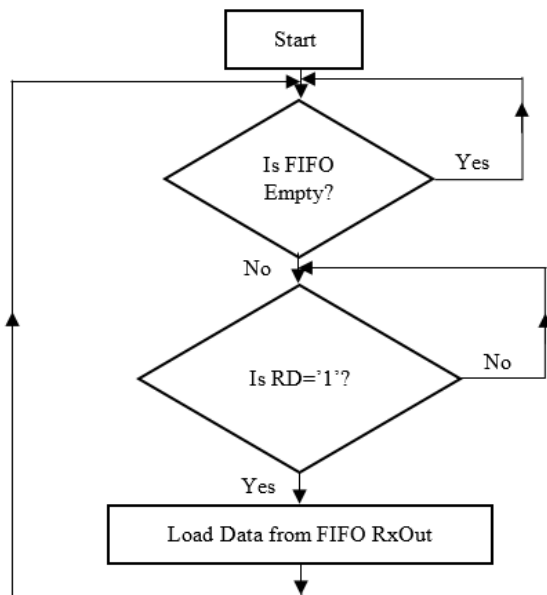 Start
Is FIFO
Empty?
Yes
No
Is RD='1'?
No
Yes
Load Data from FIFO RxOut